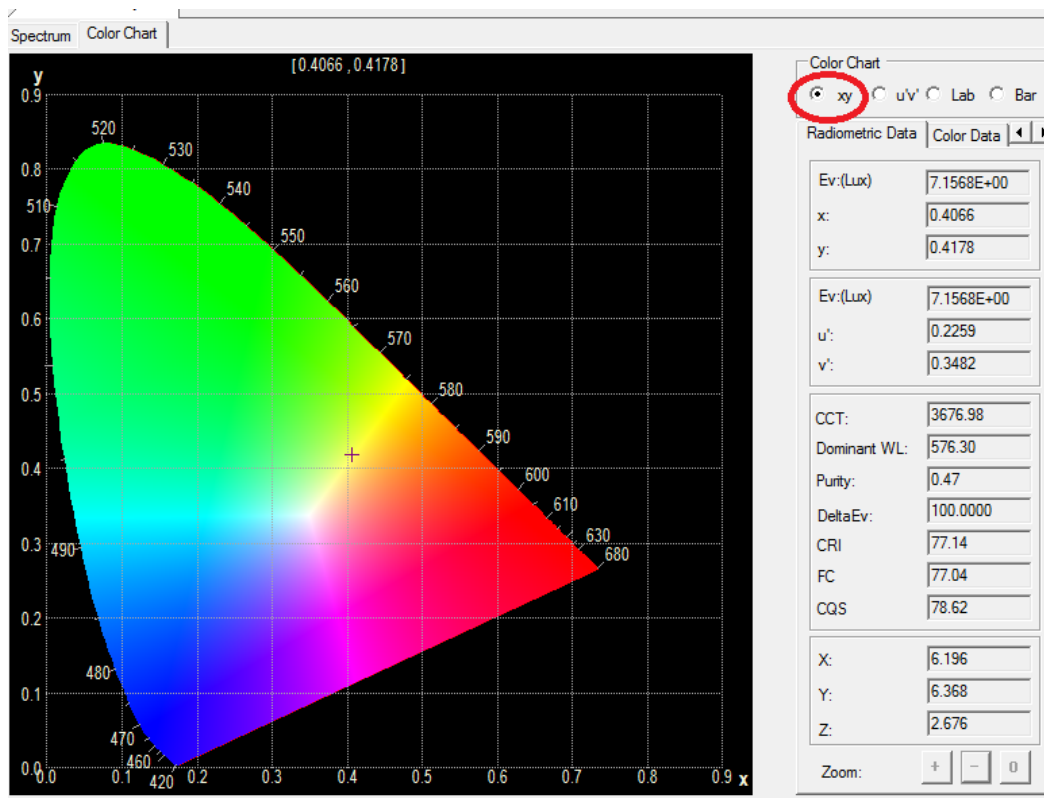 Spectrum Color Chart
[0.4066 , 0.4178]
y
0.9
520
530
0.8
540
510
550
0.7
560
0.6
570
0.5
580
590
0.4
600
610
630
0.3
490
680
0.2
480
0.1
470
460
0.0
420
0.0 0.1 0.2 0.3 0.4 0.5 0.6 0.7 0.8 0.9 x
Color Chart
xy u'v' Lab Bar
Radiometric Data Color Data
Ev:(Lux) 7.1568E+00
x: 0.4066
y: 0.4178
Ev:(Lux) 7.1568E+00
u': 0.2259
v': 0.3482
CCT: 3676.98
Dominant WL: 576.30
Purity: 0.47
DeltaEv: 100.0000
CRI 77.14
FC 77.04
CQS 78.62
X: 6.196
Y: 6.368
Z: 2.676
Zoom: + - 0